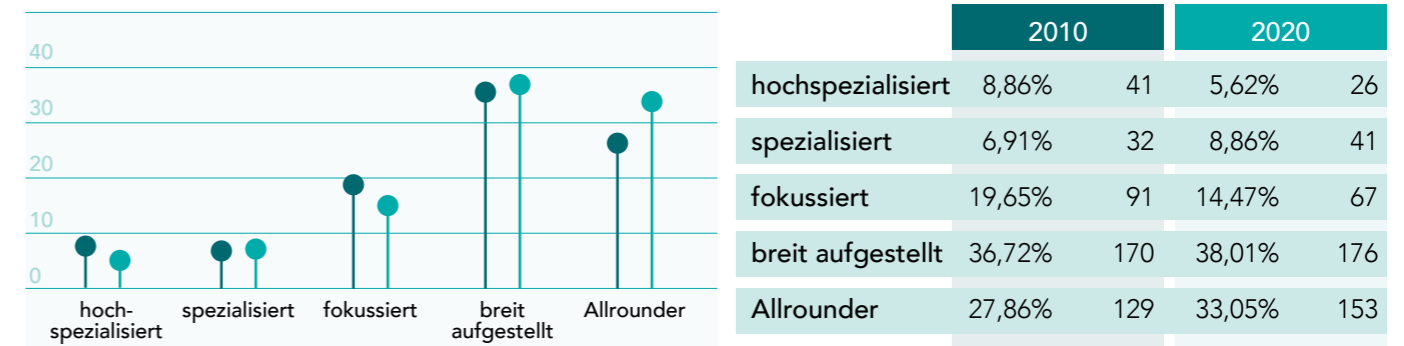 40
30
20
10
0
hoch-
spezialisiert
spezialisiert
fokussiert
breit
aufgestellt
Allrounder
2010 2020
hochspezialisiert 8,86% 41 5,62% 26
spezialisiert 6,91% 32 8,86% 41
fokussiert 19,65% 91 14,47% 67
breit aufgestellt 36,72% 170 38,01% 176
Allrounder 27,86% 129 33,05% 153